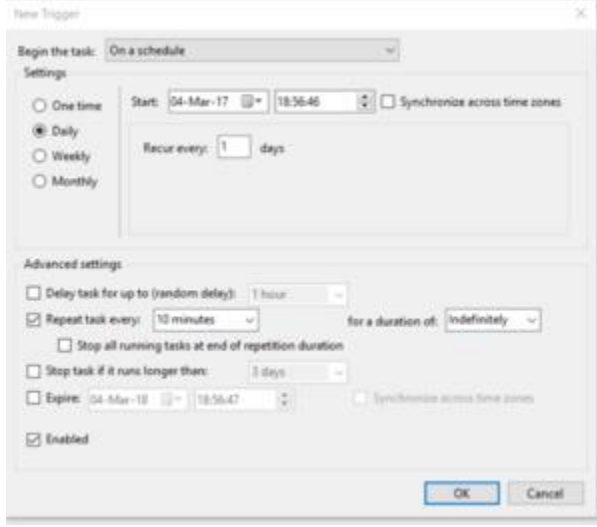 New Trigger
Begin the task: On a schedule
Settings
One time
Daily
Weekly
Monthly
Start: 04-Mar-17 18:56:46 Synchronize across time zones
Recur every: 1 days
Advanced settings
Delay task for up to (random delay): 1 hour
Repeat task every: 10 minutes for a duration of: Indefinitely
Stop all running tasks at end of repetition duration
Stop task if it runs longer than: 3 days
Expire: 04-Mar-18 18:56:47 Synchronize across time zones
Enabled
OK Cancel